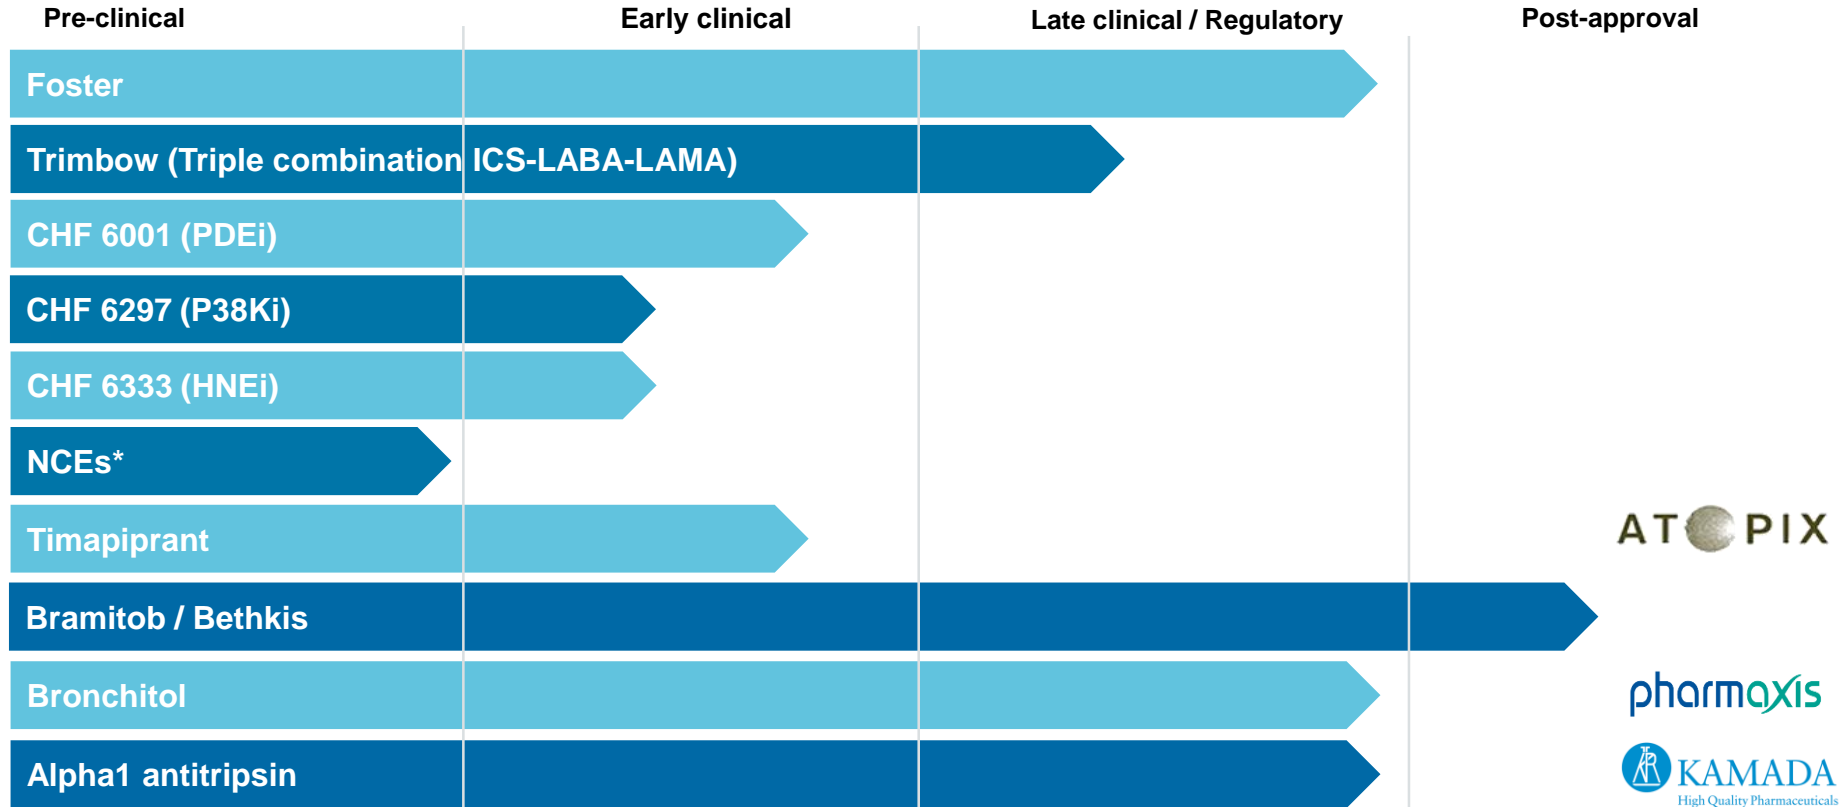 Pre-clinical Early clinical Late clinical / Regulatory Post-approval
Foster
Trimbow (Triple combination ICS-LABA-LAMA)
CHF 6001 (PDEi)
CHF 6297 (P38Ki)
CHF 6333 (HNEi)
NCEs*
Timapiprant
ATOPIX
Bramitob / Bethkis
Bronchitol
pharmaxis
Alpha1 antitripsin
KAMADA
High Quality Pharmaceuticals